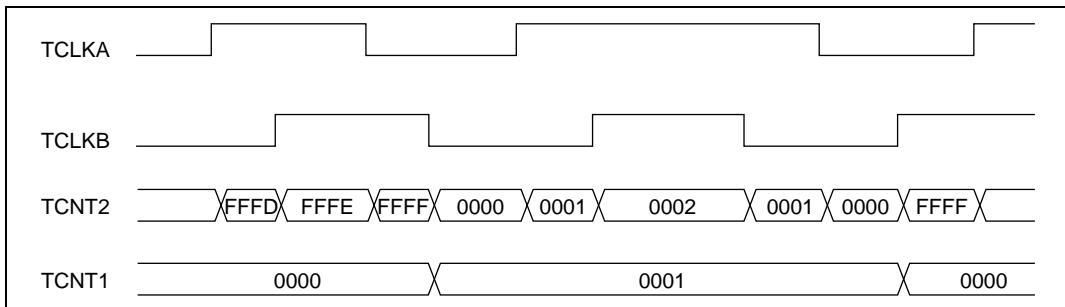 TCLKA
TCLKB
TCNT2 FFFD FFFE FFFF 0000 0001 0002 0001 0000 FFFF
TCNT1 0000 0001 0000